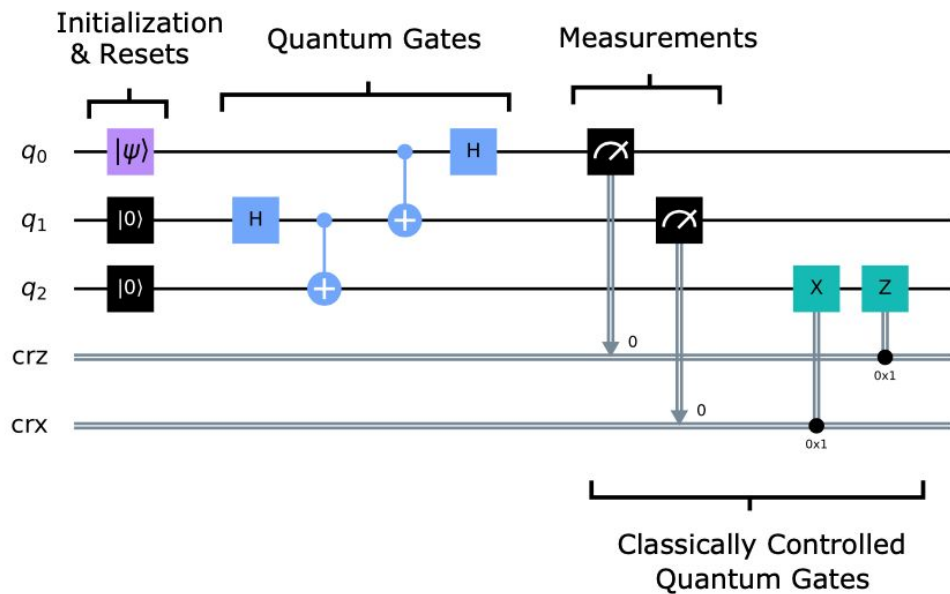 Initialization
& Resets
Quantum Gates
Measurements
q₀ |ψ⟩ H
q₁ |0⟩ H
q₂ |0⟩ X Z
crz 0 0x1
crx 0 0x1
Classically Controlled
Quantum Gates